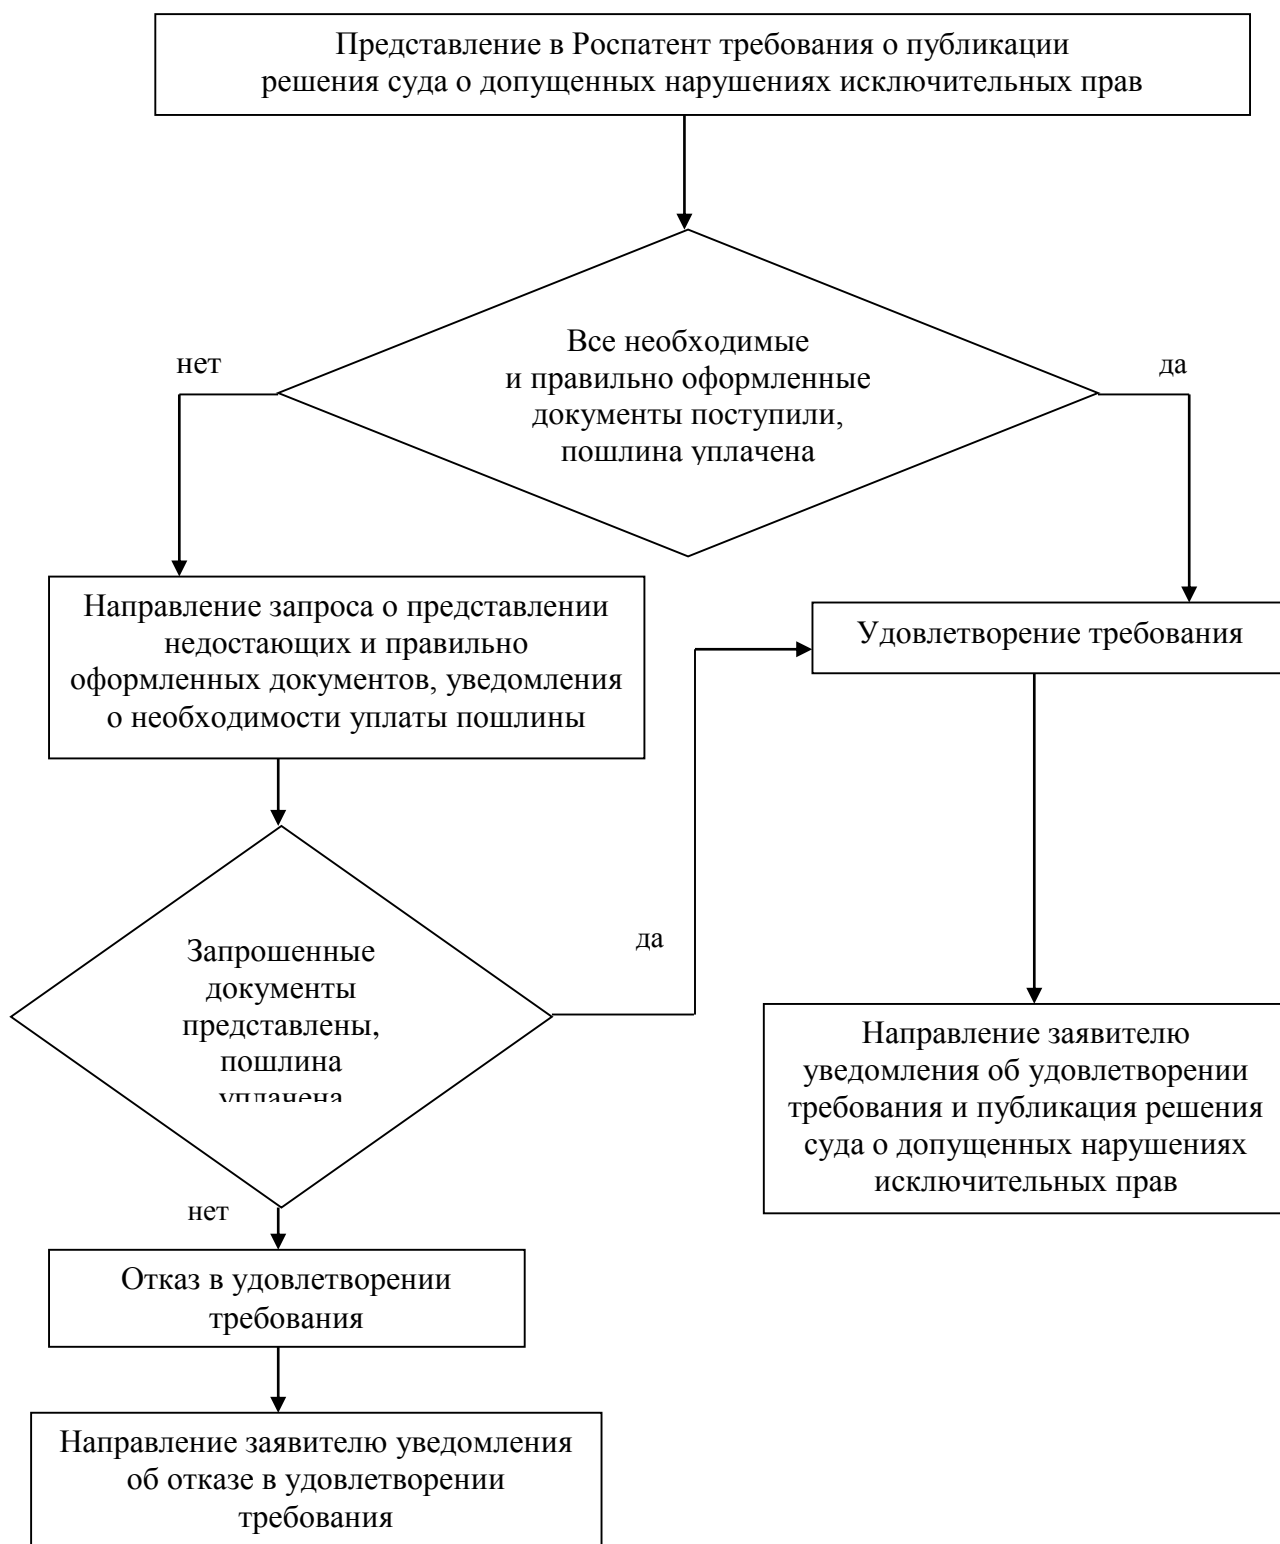 Представление в Роспатент требования о публикации
решения суда о допущенных нарушениях исключительных прав
Все необходимые
и правильно оформленные
документы поступили,
пошлина уплачена
нет
да
Направление запроса о представлении
недостающих и правильно
оформленных документов, уведомления
о необходимости уплаты пошлины
Удовлетворение требования
Запрошенные
документы
представлены,
пошлина
уплачена
да
Направление заявителю
уведомления об удовлетворении
требования и публикация решения
суда о допущенных нарушениях
исключительных прав
нет
Отказ в удовлетворении
требования
Направление заявителю уведомления
об отказе в удовлетворении
требования